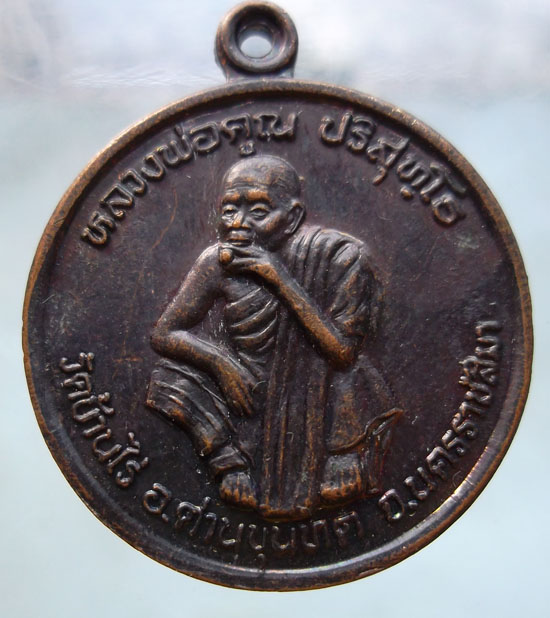 หลวงพ่อคูณ ปริสุทฺโธ
วัดบ้านไร่ อ.ด่านขุนทด จ.นครราชสีมา